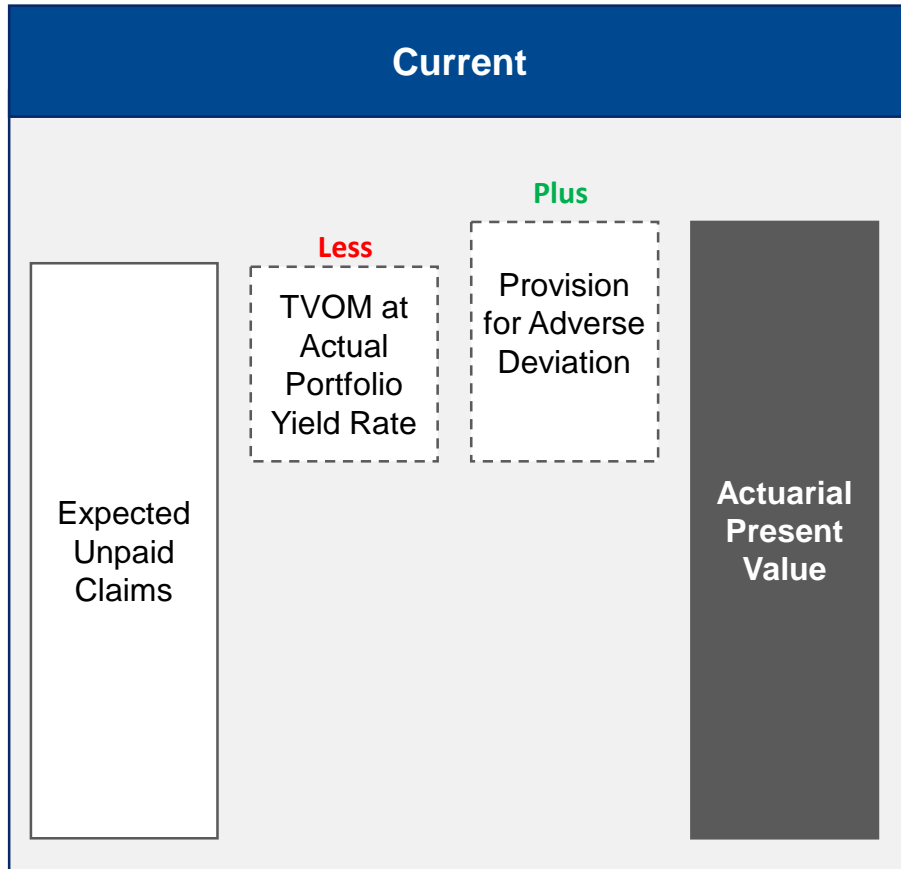 Current
Less
Plus
Expected
Unpaid
Claims
TVOM at
Actual
Portfolio
Yield Rate
Provision
for Adverse
Deviation
Actuarial
Present
Value